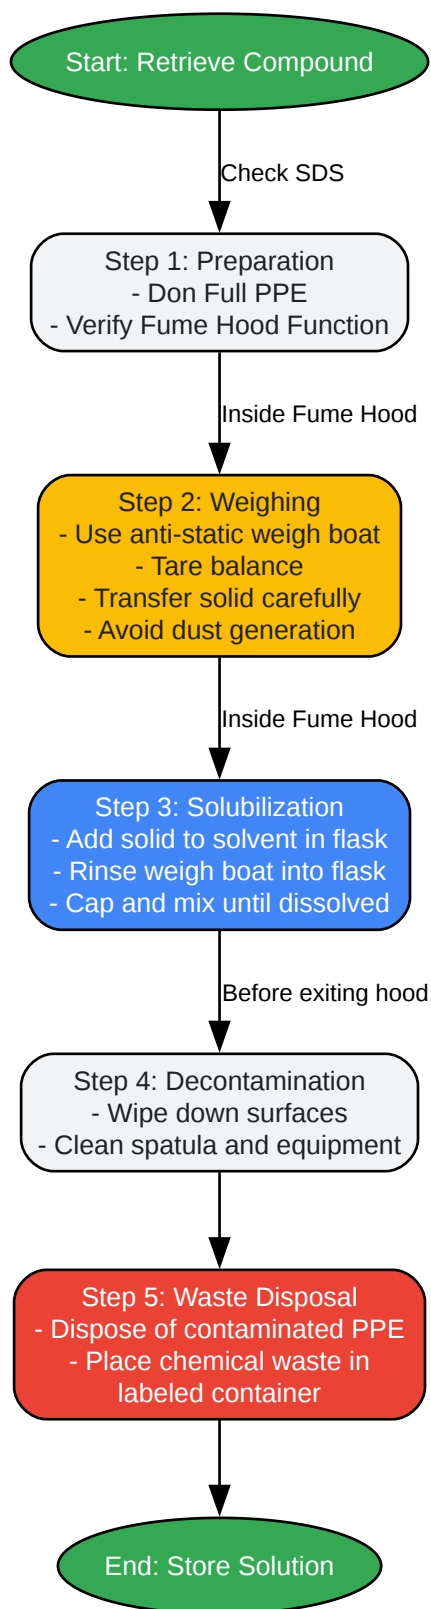 Start: Retrieve Compound
Check SDS
Step 1: Preparation
- Don Full PPE
- Verify Fume Hood Function
Inside Fume Hood
Step 2: Weighing
- Use anti-static weigh boat
- Tare balance
- Transfer solid carefully
- Avoid dust generation
Inside Fume Hood
Step 3: Solubilization
- Add solid to solvent in flask
- Rinse weigh boat into flask
- Cap and mix until dissolved
Before exiting hood
Step 4: Decontamination
- Wipe down surfaces
- Clean spatula and equipment
Step 5: Waste Disposal
- Dispose of contaminated PPE
- Place chemical waste in
labeled container
End: Store Solution